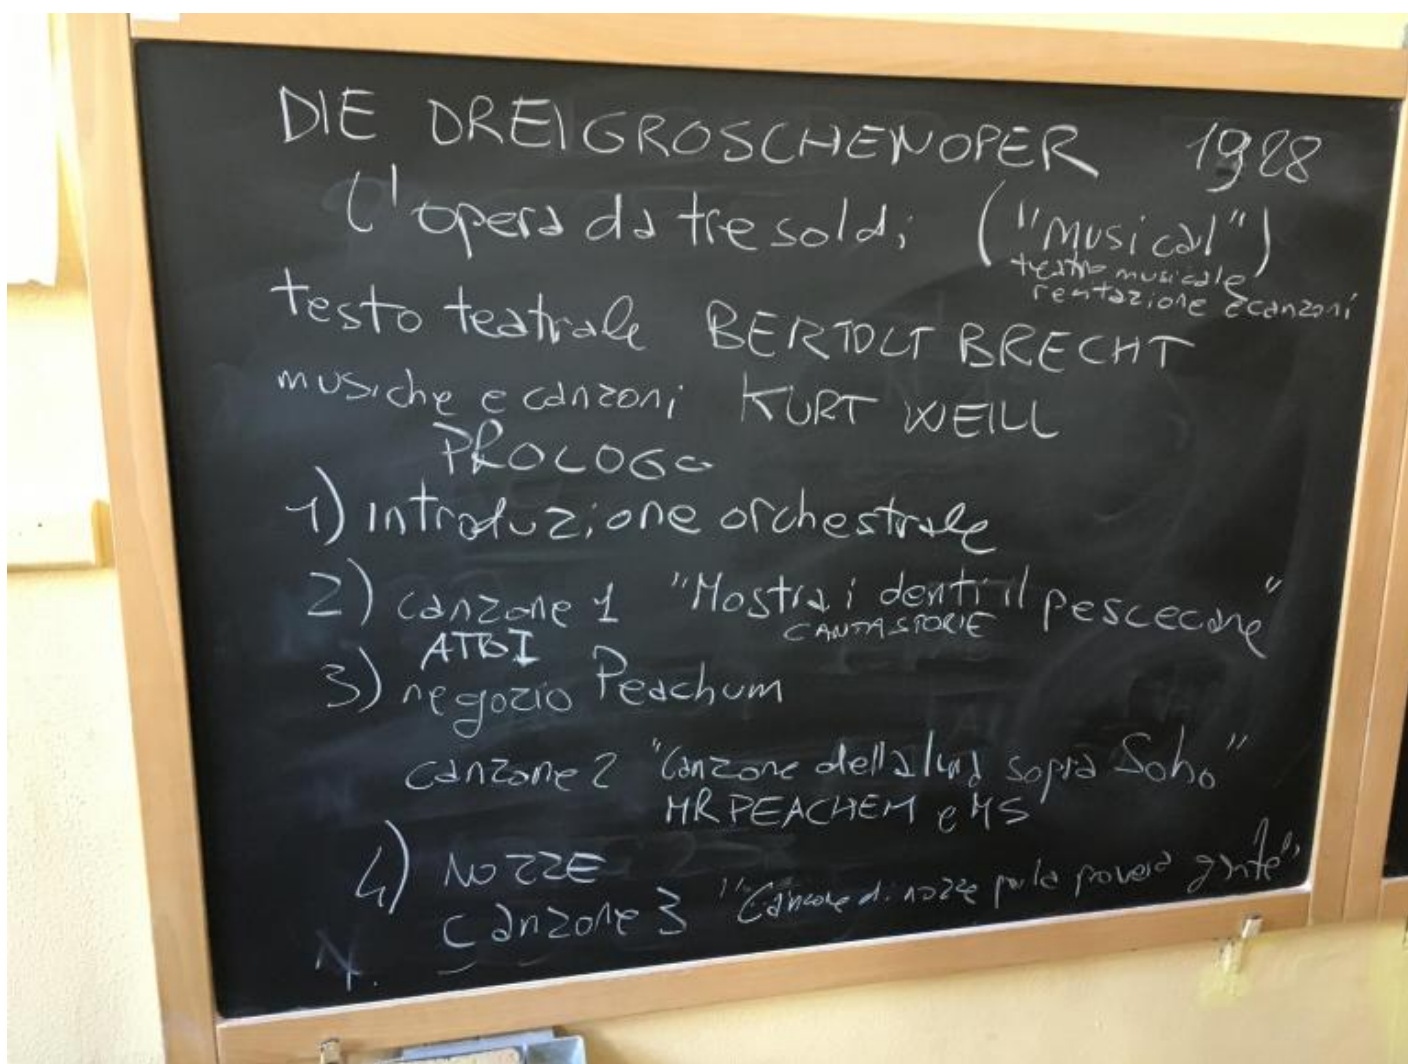 DIE DREIGROSCHENOPER 1928
L'opera da tre soldi ("musical")
teatro musicale
recitazione e canzoni
testo teatrale BERTOLT BRECHT
musiche e canzoni KURT WEILL
PROLOGO
1) introduzione orchestrale
2) canzone 1 "Mostra i denti il pescecane"
CANTASTORIE
ATTO I
3) negozio Peachum
canzone 2 "Canzone della luna sopra Soho"
MR PEACHEM e MS
4) NOZZE
canzone 3 "Canzone di nozze per la povera gente"